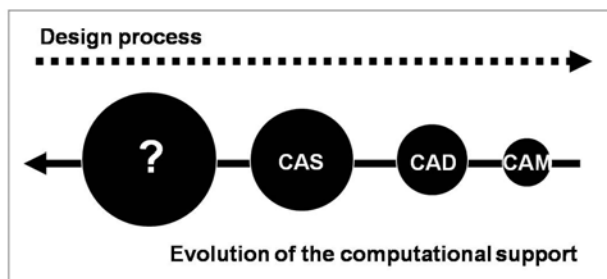 Design process
?
CAS
CAD
CAM
Evolution of the computational support